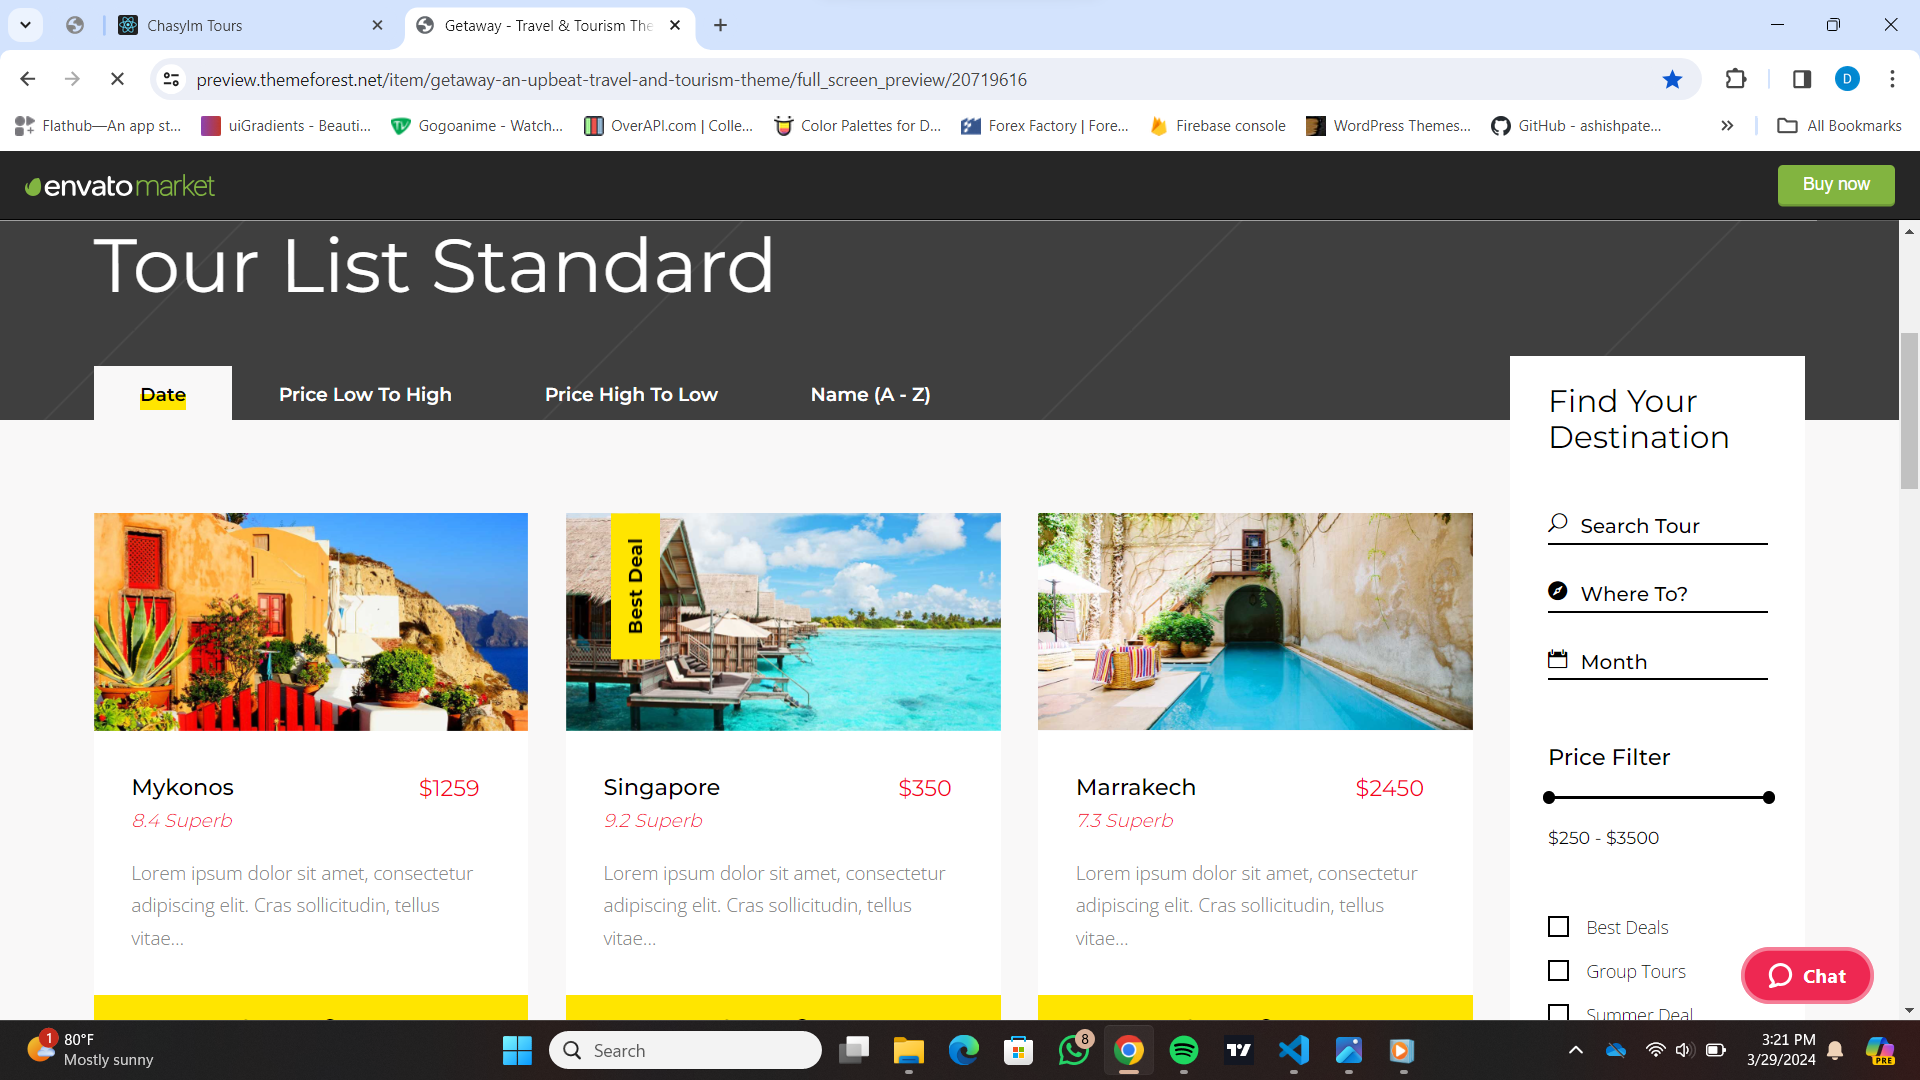 Chasylm Tours
Getaway - Travel & Tourism The
preview.themeforest.net/item/getaway-an-upbeat-travel-and-tourism-theme/full_screen_preview/20719616
D
Flathub—An app st...
uiGradients - Beauti...
Gogoanime - Watch...
OverAPI.com | Colle...
Color Palettes for D...
Forex Factory | Fore...
Firebase console
WordPress Themes...
GitHub - ashishpate...
All Bookmarks
envato market
Buy now
Tour List Standard
Date
Price Low To High
Price High To Low
Name (A - Z)
Find Your
Destination
Search Tour
Where To?
Month
Price Filter
$250 - $3500
Best Deals
Group Tours
Summer Deal
Best Deal
Mykonos $1259
8.4 Superb
Lorem ipsum dolor sit amet, consectetur
adipiscing elit. Cras sollicitudin, tellus
vitae...
Singapore $350
9.2 Superb
Lorem ipsum dolor sit amet, consectetur
adipiscing elit. Cras sollicitudin, tellus
vitae...
Marrakech $2450
7.3 Superb
Lorem ipsum dolor sit amet, consectetur
adipiscing elit. Cras sollicitudin, tellus
vitae...
Chat
1
80°F
Mostly sunny
Search
8
3:21 PM
3/29/2024
PRE